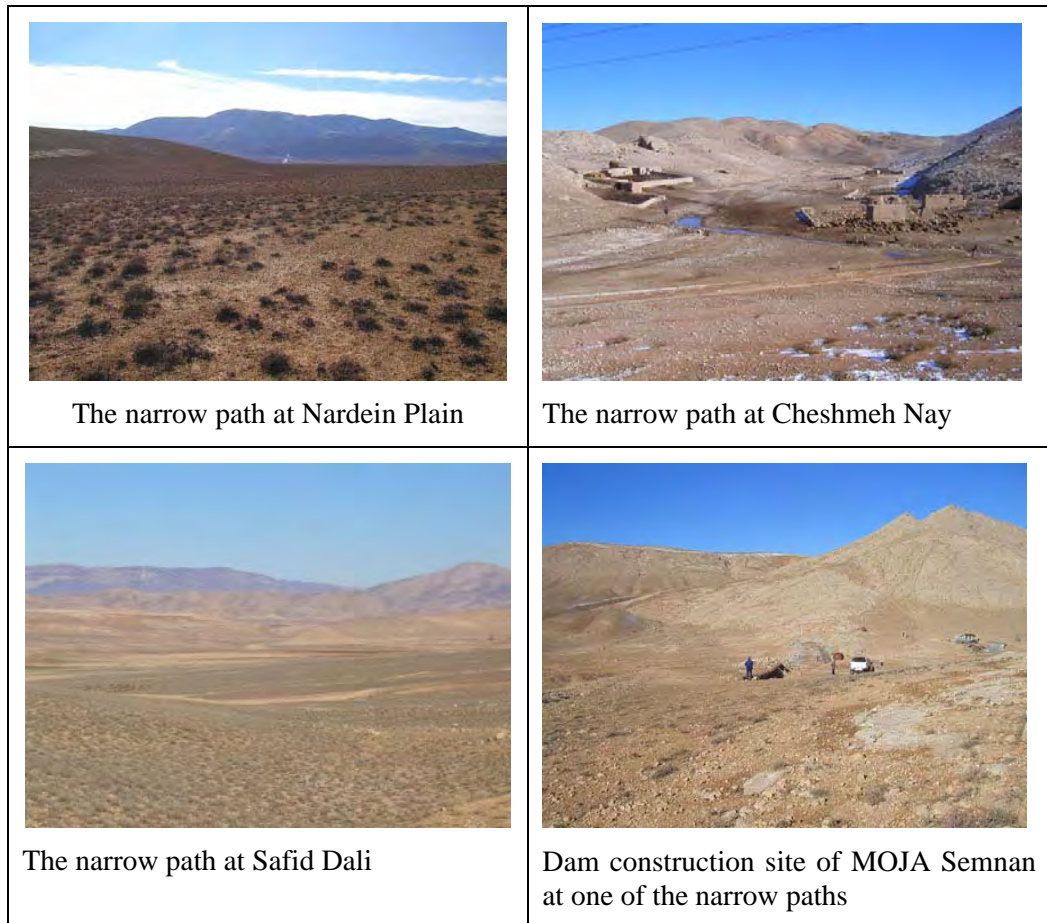 The narrow path at Nardein Plain
The narrow path at Cheshmeh Nay
The narrow path at Safid Dali
Dam construction site of MOJA Semnan
at one of the narrow paths